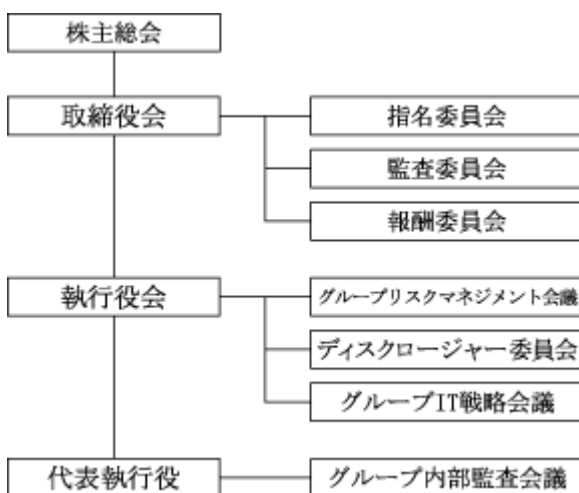 株主総会
取締役会
指名委員会
監査委員会
報酬委員会
執行役会
グループリスクマネジメント会議
ディスクロージャー委員会
グループIT戦略会議
代表執行役
グループ内部監査会議